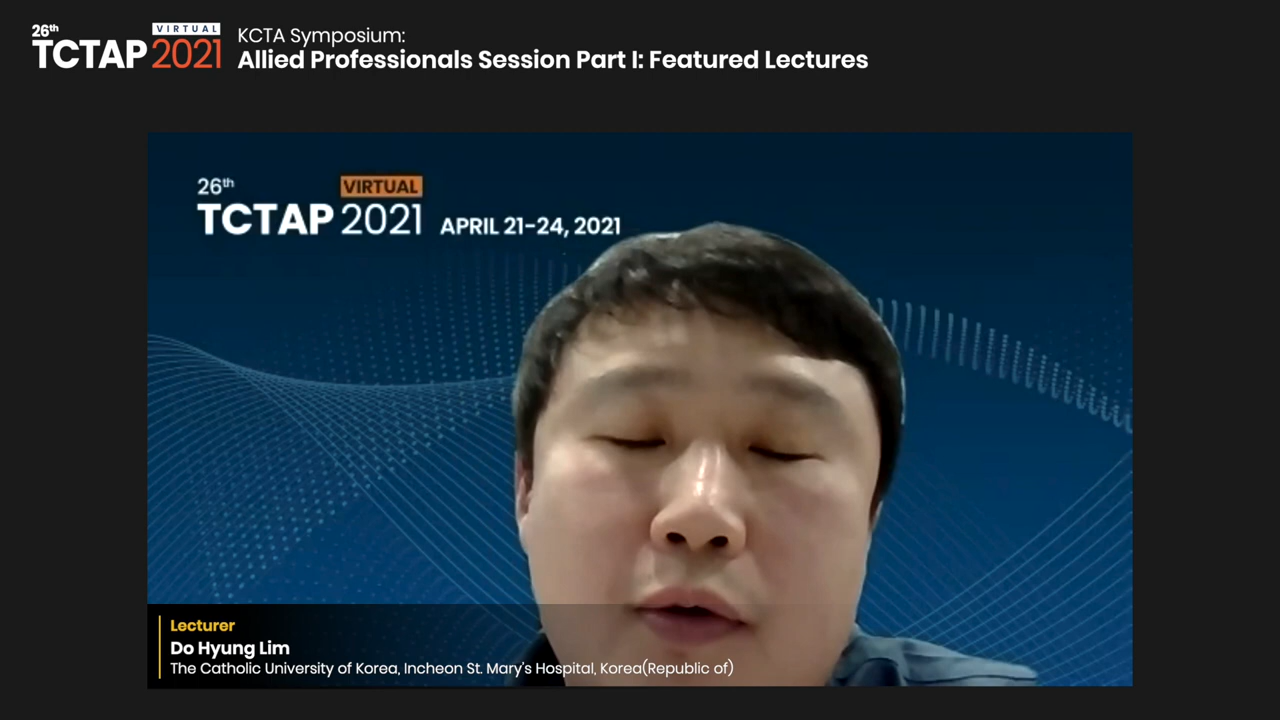 26th
TCTAP VIRTUAL 2021
KCTA Symposium:
Allied Professionals Session Part I: Featured Lectures
26th VIRTUAL
TCTAP 2021 APRIL 21-24, 2021
Lecturer
Do Hyung Lim
The Catholic University of Korea, Incheon St. Mary's Hospital, Korea(Republic of)